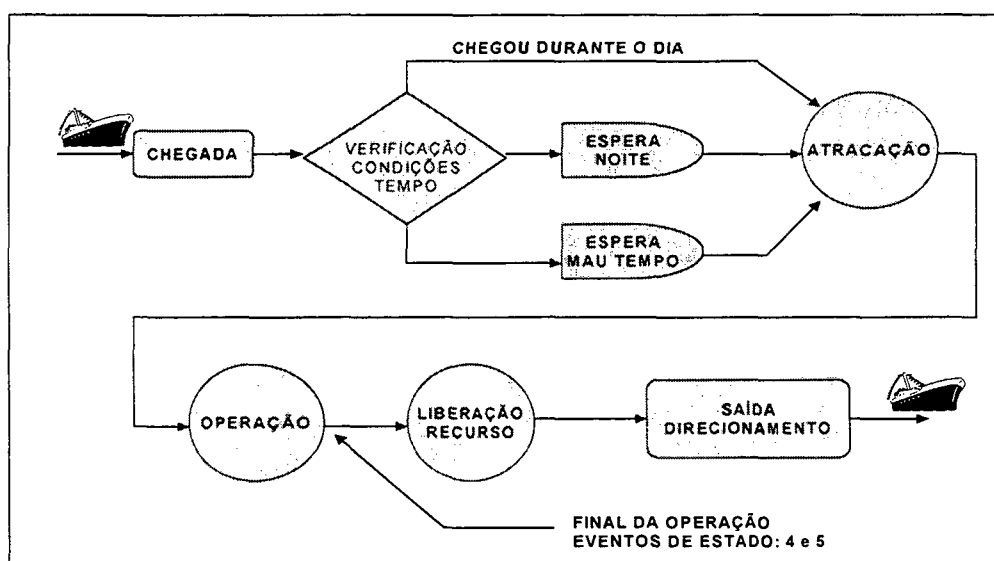 CHEGOU DURANTE O DIA
CHEGADA
VERIFICAÇÃO
CONDIÇÕES
TEMPO
ESPERA
NOITE
ATRACAÇÃO
ESPERA
MAU TEMPO
OPERAÇÃO
LIBERAÇÃO
RECURSO
SAÍDA
DIRECIONAMENTO
FINAL DA OPERAÇÃO
EVENTOS DE ESTADO: 4 e 5